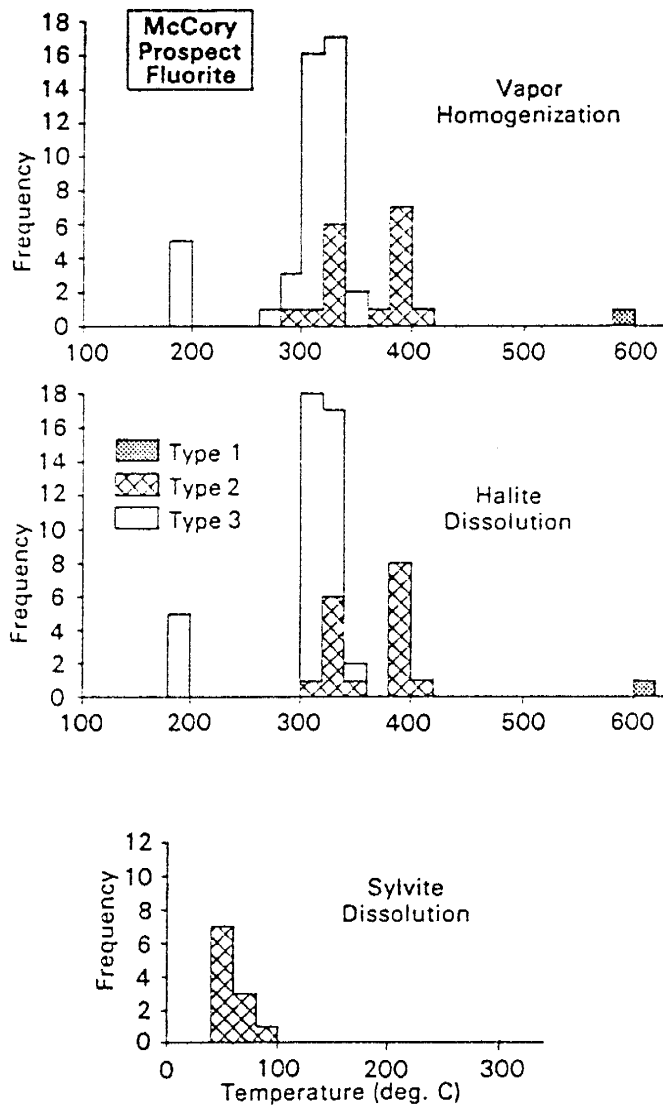 McCory
Prospect
Fluorite
Vapor
Homogenization
Frequency
18
16
14
12
10
8
6
4
2
0
100 200 300 400 500 600
Type 1
Type 2
Type 3
Halite
Dissolution
Frequency
18
16
14
12
10
8
6
4
2
0
100 200 300 400 500 600
Sylvite
Dissolution
Frequency
12
10
8
6
4
2
0
0 100 200 300
Temperature (deg. C)